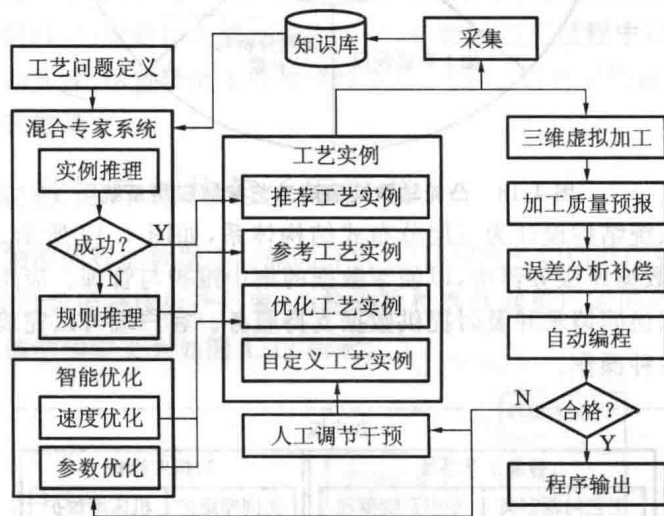 知识库
采集
工艺问题定义
混合专家系统
实例推理
成功?
Y
N
规则推理
智能优化
速度优化
参数优化
工艺实例
推荐工艺实例
参考工艺实例
优化工艺实例
自定义工艺实例
人工调节干预
三维虚拟加工
加工质量预报
误差分析补偿
自动编程
合格?
N
Y
程序输出